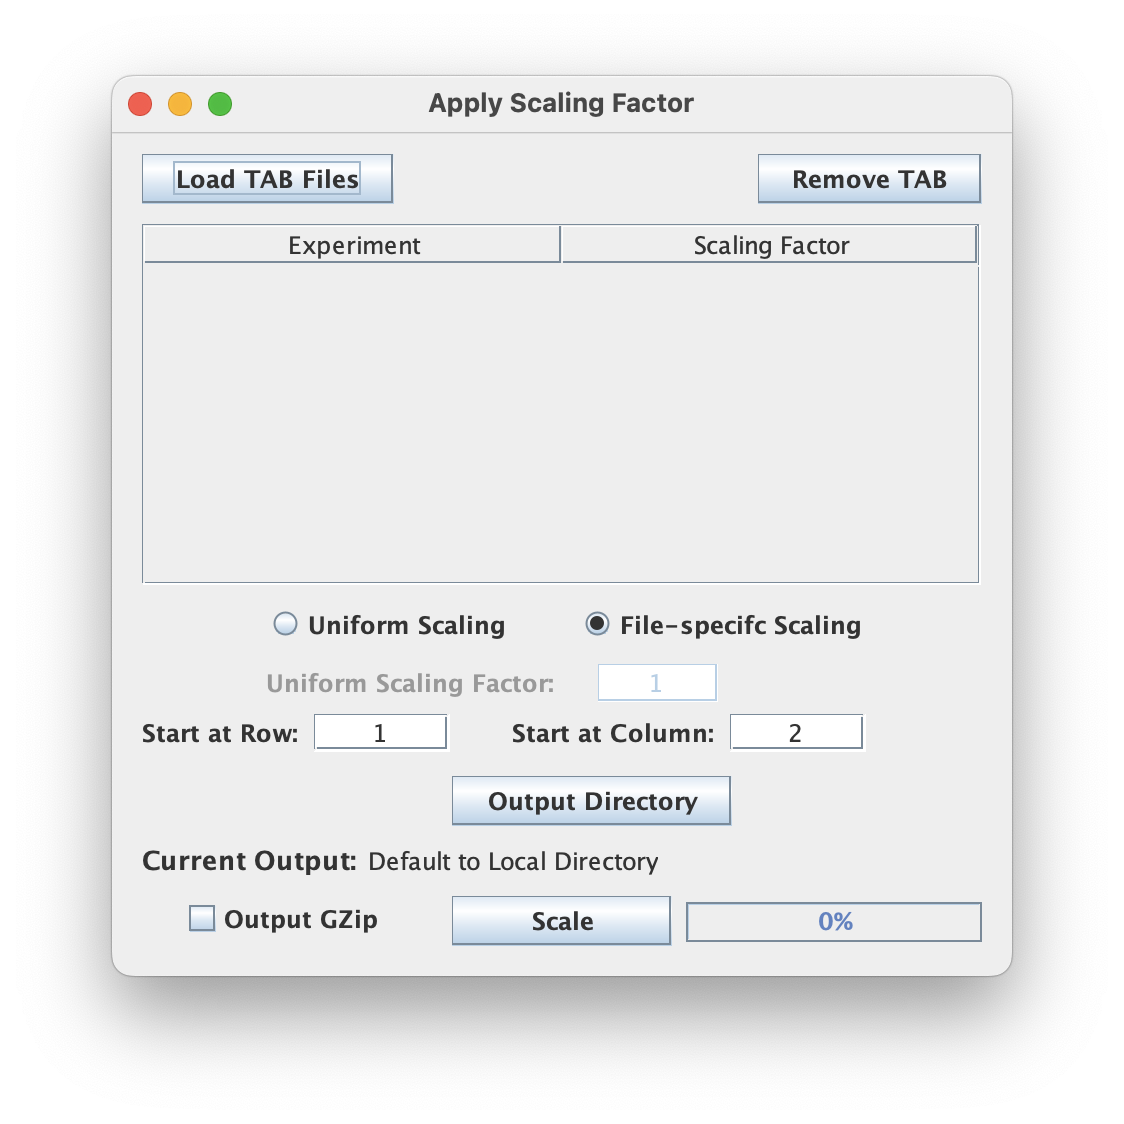 Apply Scaling Factor
Load TAB Files Remove TAB
Experiment Scaling Factor
Uniform Scaling File-specifc Scaling
Uniform Scaling Factor: 1
Start at Row: 1 Start at Column: 2
Output Directory
Current Output: Default to Local Directory
Output GZip Scale 0%